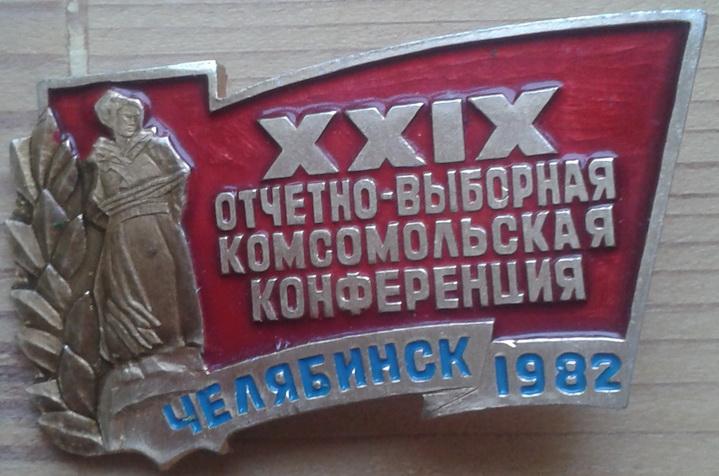 XXIX
ОТЧЕТНО-ВЫБОРНАЯ
КОМСОМОЛЬСКАЯ
КОНФЕРЕНЦИЯ
ЧЕЛЯБИНСК 1982